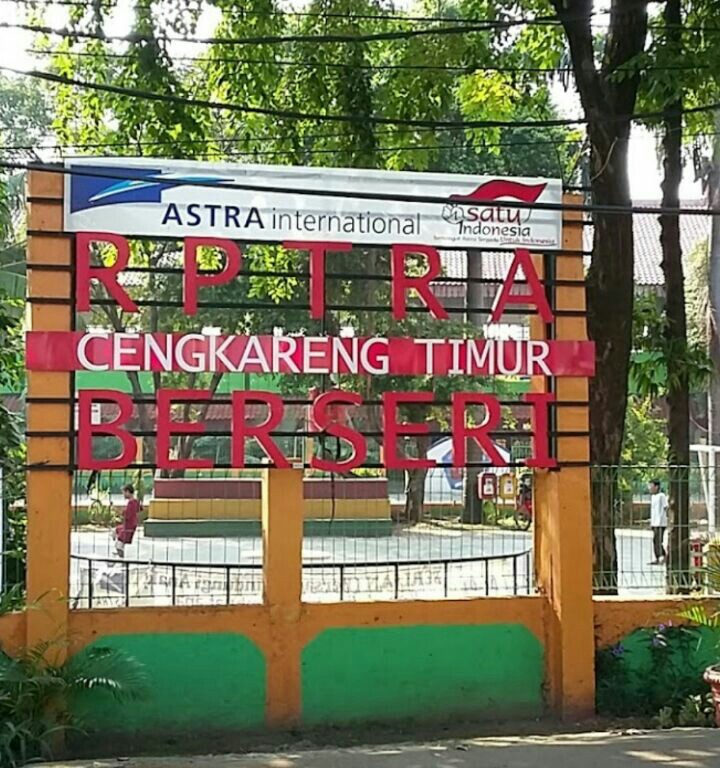 ASTRA international
satu
Indonesia
RPTRA
CENGKARENG TIMUR
BERSERI